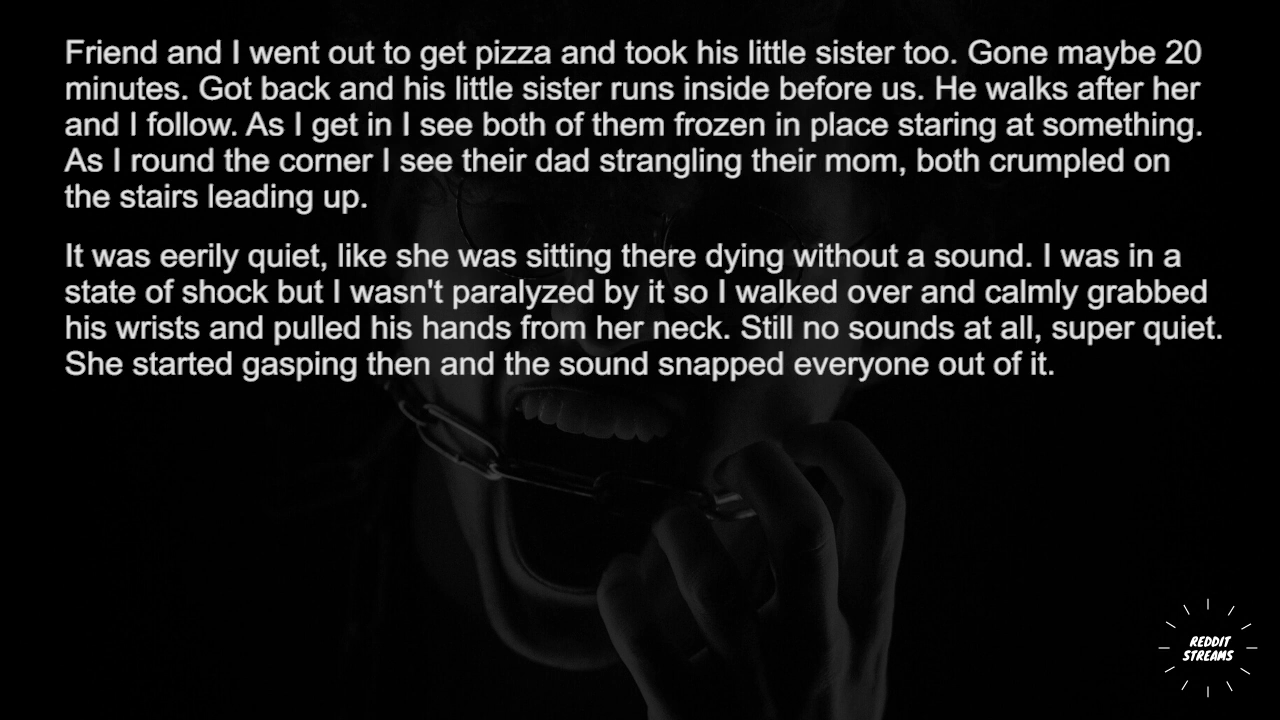 Friend and I went out to get pizza and took his little sister too. Gone maybe 20
minutes. Got back and his little sister runs inside before us. He walks after her
and I follow. As I get in I see both of them frozen in place staring at something.
As I round the corner I see their dad strangling their mom, both crumpled on
the stairs leading up.
It was eerily quiet, like she was sitting there dying without a sound. I was in a
state of shock but I wasn't paralyzed by it so I walked over and calmly grabbed
his wrists and pulled his hands from her neck. Still no sounds at all, super quiet.
She started gasping then and the sound snapped everyone out of it.
REDDIT
STREAMS